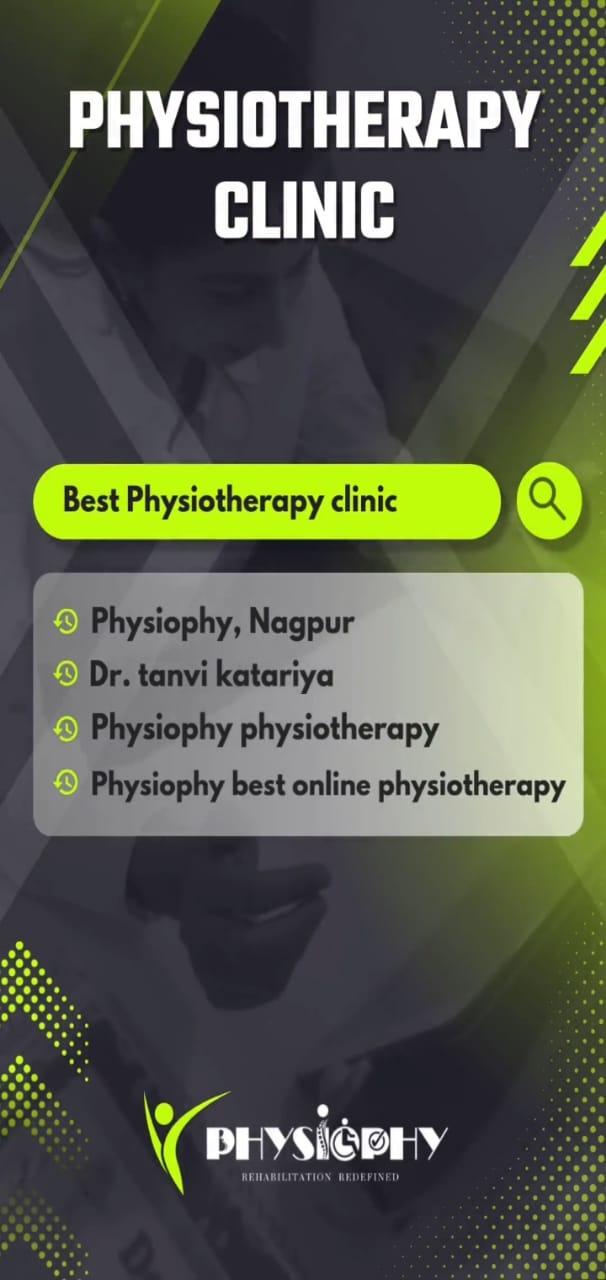 PHYSIOTHERAPY
CLINIC
Best Physiotherapy clinic
Physiophy, Nagpur
Dr. tanvi katariya
Physiophy physiotherapy
Physiophy best online physiotherapy
PHYSIOPHY
REHABILITATION REDEFINED